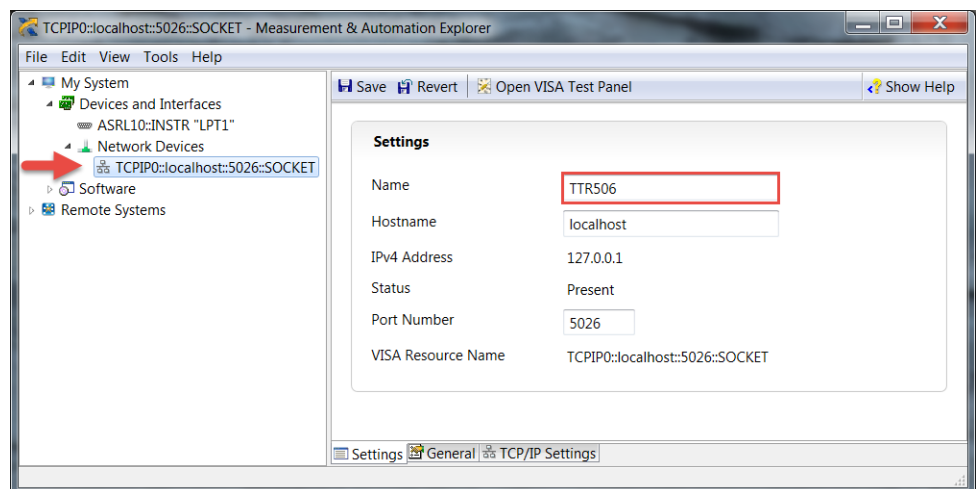 TCPIP0::localhost::5026::SOCKET - Measurement & Automation Explorer
File Edit View Tools Help
My System
Devices and Interfaces
ASRL10::INSTR "LPT1"
Network Devices
TCPIP0::localhost::5026::SOCKET
Software
Remote Systems
Save Revert Open VISA Test Panel Show Help
Settings
Name TTR506
Hostname localhost
IPv4 Address 127.0.0.1
Status Present
Port Number 5026
VISA Resource Name TCPIP0::localhost::5026::SOCKET
Settings General TCP/IP Settings